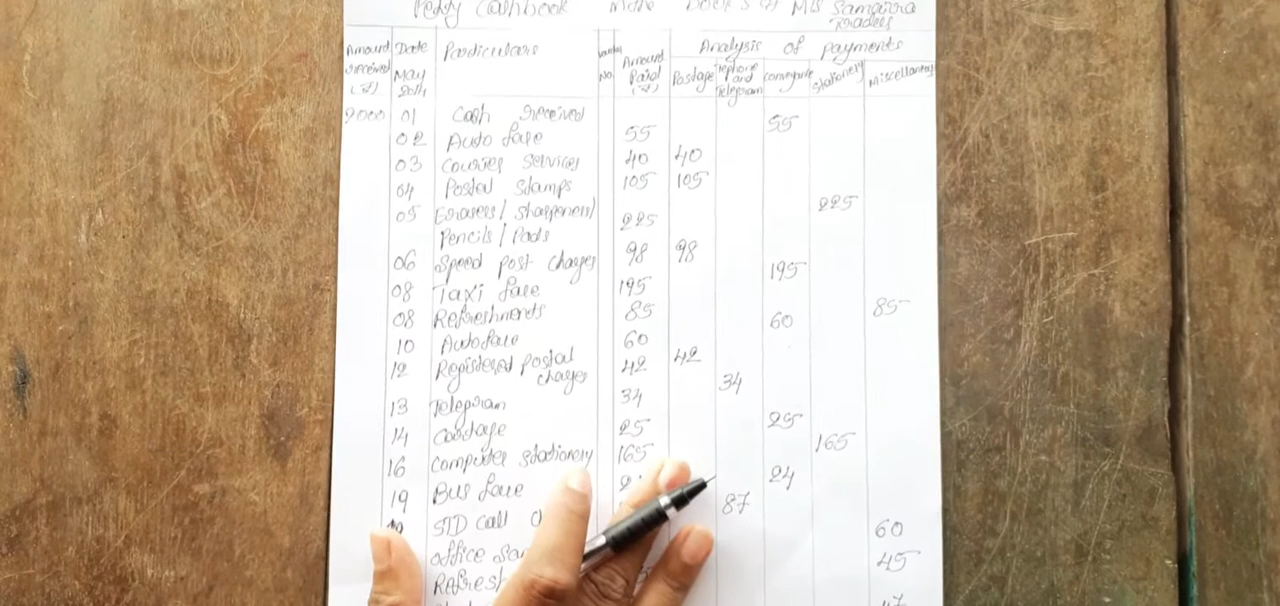 Petty Cashbook in the books of M/s Samaira
Traders
Amount Date Particulars Voucher Amount Analysis of payments
received May No. Paid Postage Telephone Conveyance Stationery Miscellaneous
(₹) 2014 (₹) and
Telegram
2000 01 Cash received
02 Auto fare 55 55
03 Courier services 40 40
04 Postal stamps 105 105
05 Erasers/ sharpeners/ 225 225
Pencils / Pads
06 Speed post charges 98 98
08 Taxi fare 195 195
08 Refreshments 85 85
10 Auto fare 60 60
12 Registered Postal 42 42
charges
13 Telegram 34 34
14 Cartage 25 25
16 Computer stationery 165 165
19 Bus fare 24
STD call 87
office 60
45